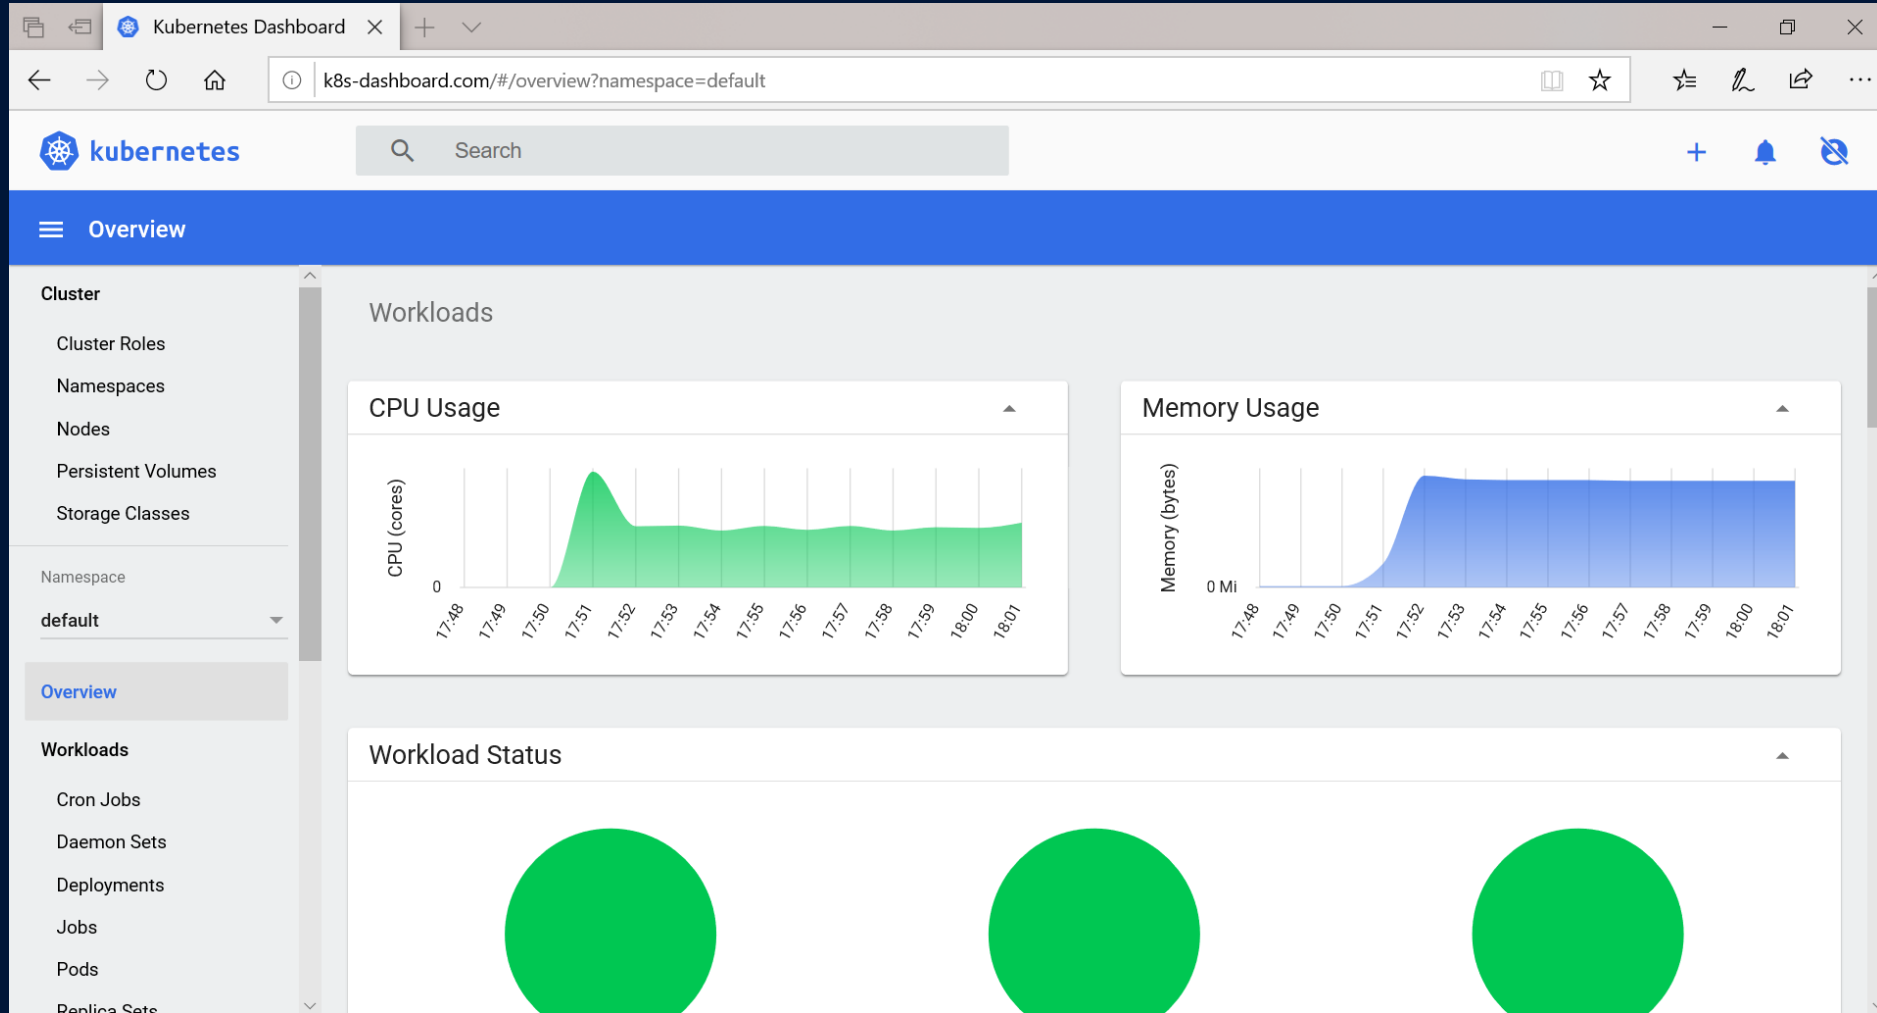 Kubernetes Dashboard
k8s-dashboard.com/#/overview?namespace=default
kubernetes
Search
Overview
Cluster
Cluster Roles
Namespaces
Nodes
Persistent Volumes
Storage Classes
Namespace
default
Overview
Workloads
Cron Jobs
Daemon Sets
Deployments
Jobs
Pods
Replica Sets
Workloads
CPU Usage
CPU (cores)
0
17:48 17:49 17:50 17:51 17:52 17:53 17:54 17:55 17:56 17:57 17:58 17:59 18:00 18:01
Memory Usage
Memory (bytes)
0 Mi
17:48 17:49 17:50 17:51 17:52 17:53 17:54 17:55 17:56 17:57 17:58 17:59 18:00 18:01
Workload Status